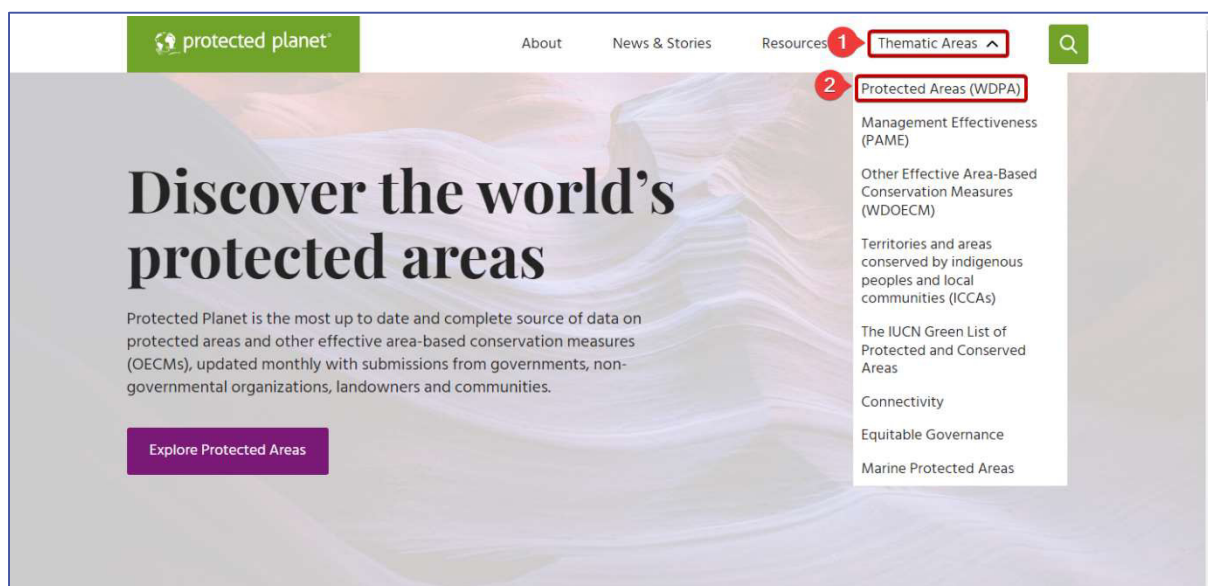 protected planet®
About
News & Stories
Resources
1
Thematic Areas
2
Protected Areas (WDPA)
Management Effectiveness
(PAME)
Other Effective Area-Based
Conservation Measures
(WDOECM)
Territories and areas
conserved by indigenous
peoples and local
communities (ICCAs)
The IUCN Green List of
Protected and Conserved
Areas
Connectivity
Equitable Governance
Marine Protected Areas
Discover the world's
protected areas
Protected Planet is the most up to date and complete source of data on
protected areas and other effective area-based conservation measures
(OECMs), updated monthly with submissions from governments, non-
governmental organizations, landowners and communities.
Explore Protected Areas